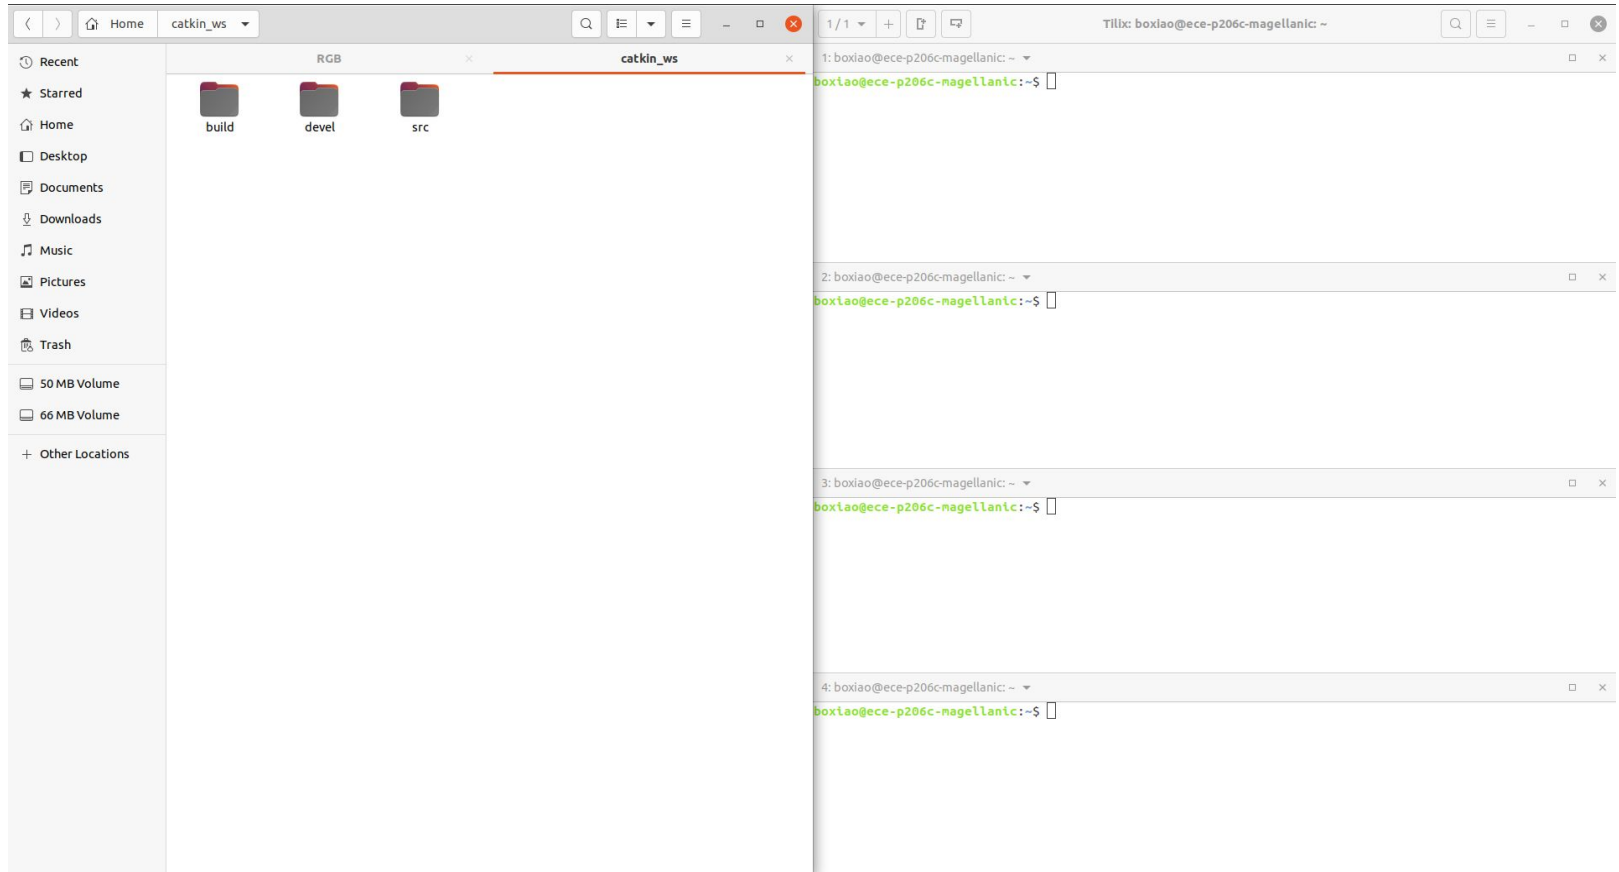 Home catkin_ws
RGB catkin_ws
Recent
Starred
Home
Desktop
Documents
Downloads
Music
Pictures
Videos
Trash
50 MB Volume
66 MB Volume
+ Other Locations
build devel src
1 / 1 Tilix: boxiao@ece-p206c-magellanic: ~
1: boxiao@ece-p206c-magellanic: ~
boxiao@ece-p206c-magellanic:~$
2: boxiao@ece-p206c-magellanic: ~
boxiao@ece-p206c-magellanic:~$
3: boxiao@ece-p206c-magellanic: ~
boxiao@ece-p206c-magellanic:~$
4: boxiao@ece-p206c-magellanic: ~
boxiao@ece-p206c-magellanic:~$